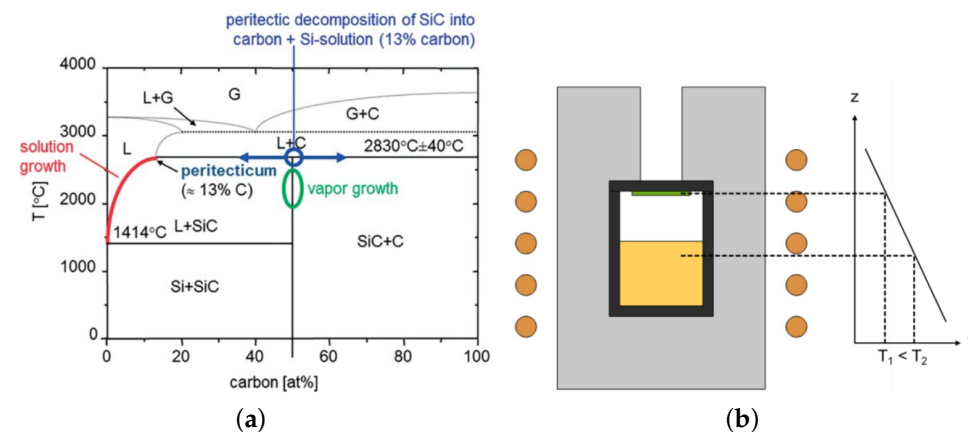 peritectic decomposition of SiC into
carbon + Si-solution (13% carbon)
4000
3000
2000
1000
0
T [°C]
0
20
40
60
80
100
carbon [at%]
G
L+G
G+C
L
L+C
2830°C±40°C
solution
growth
peritecticum
(≈ 13% C)
vapor growth
1414°C
L+SiC
SiC+C
Si+SiC
(a)
z
T₁ < T₂
(b)